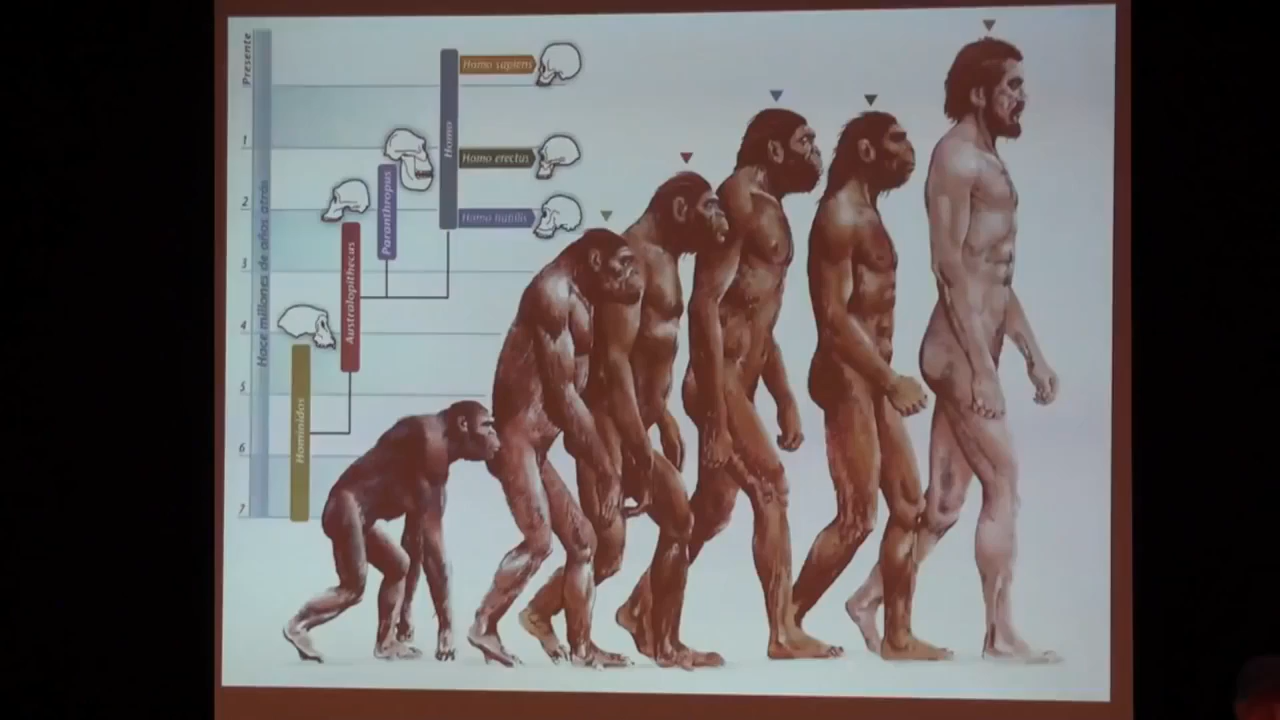 Presente
1
2
3
4
5
6
7
Hace millones de años atrás
Homínidos
Australopithecus
Paranthropus
Homo
Homo sapiens
Homo erectus
Homo habilis